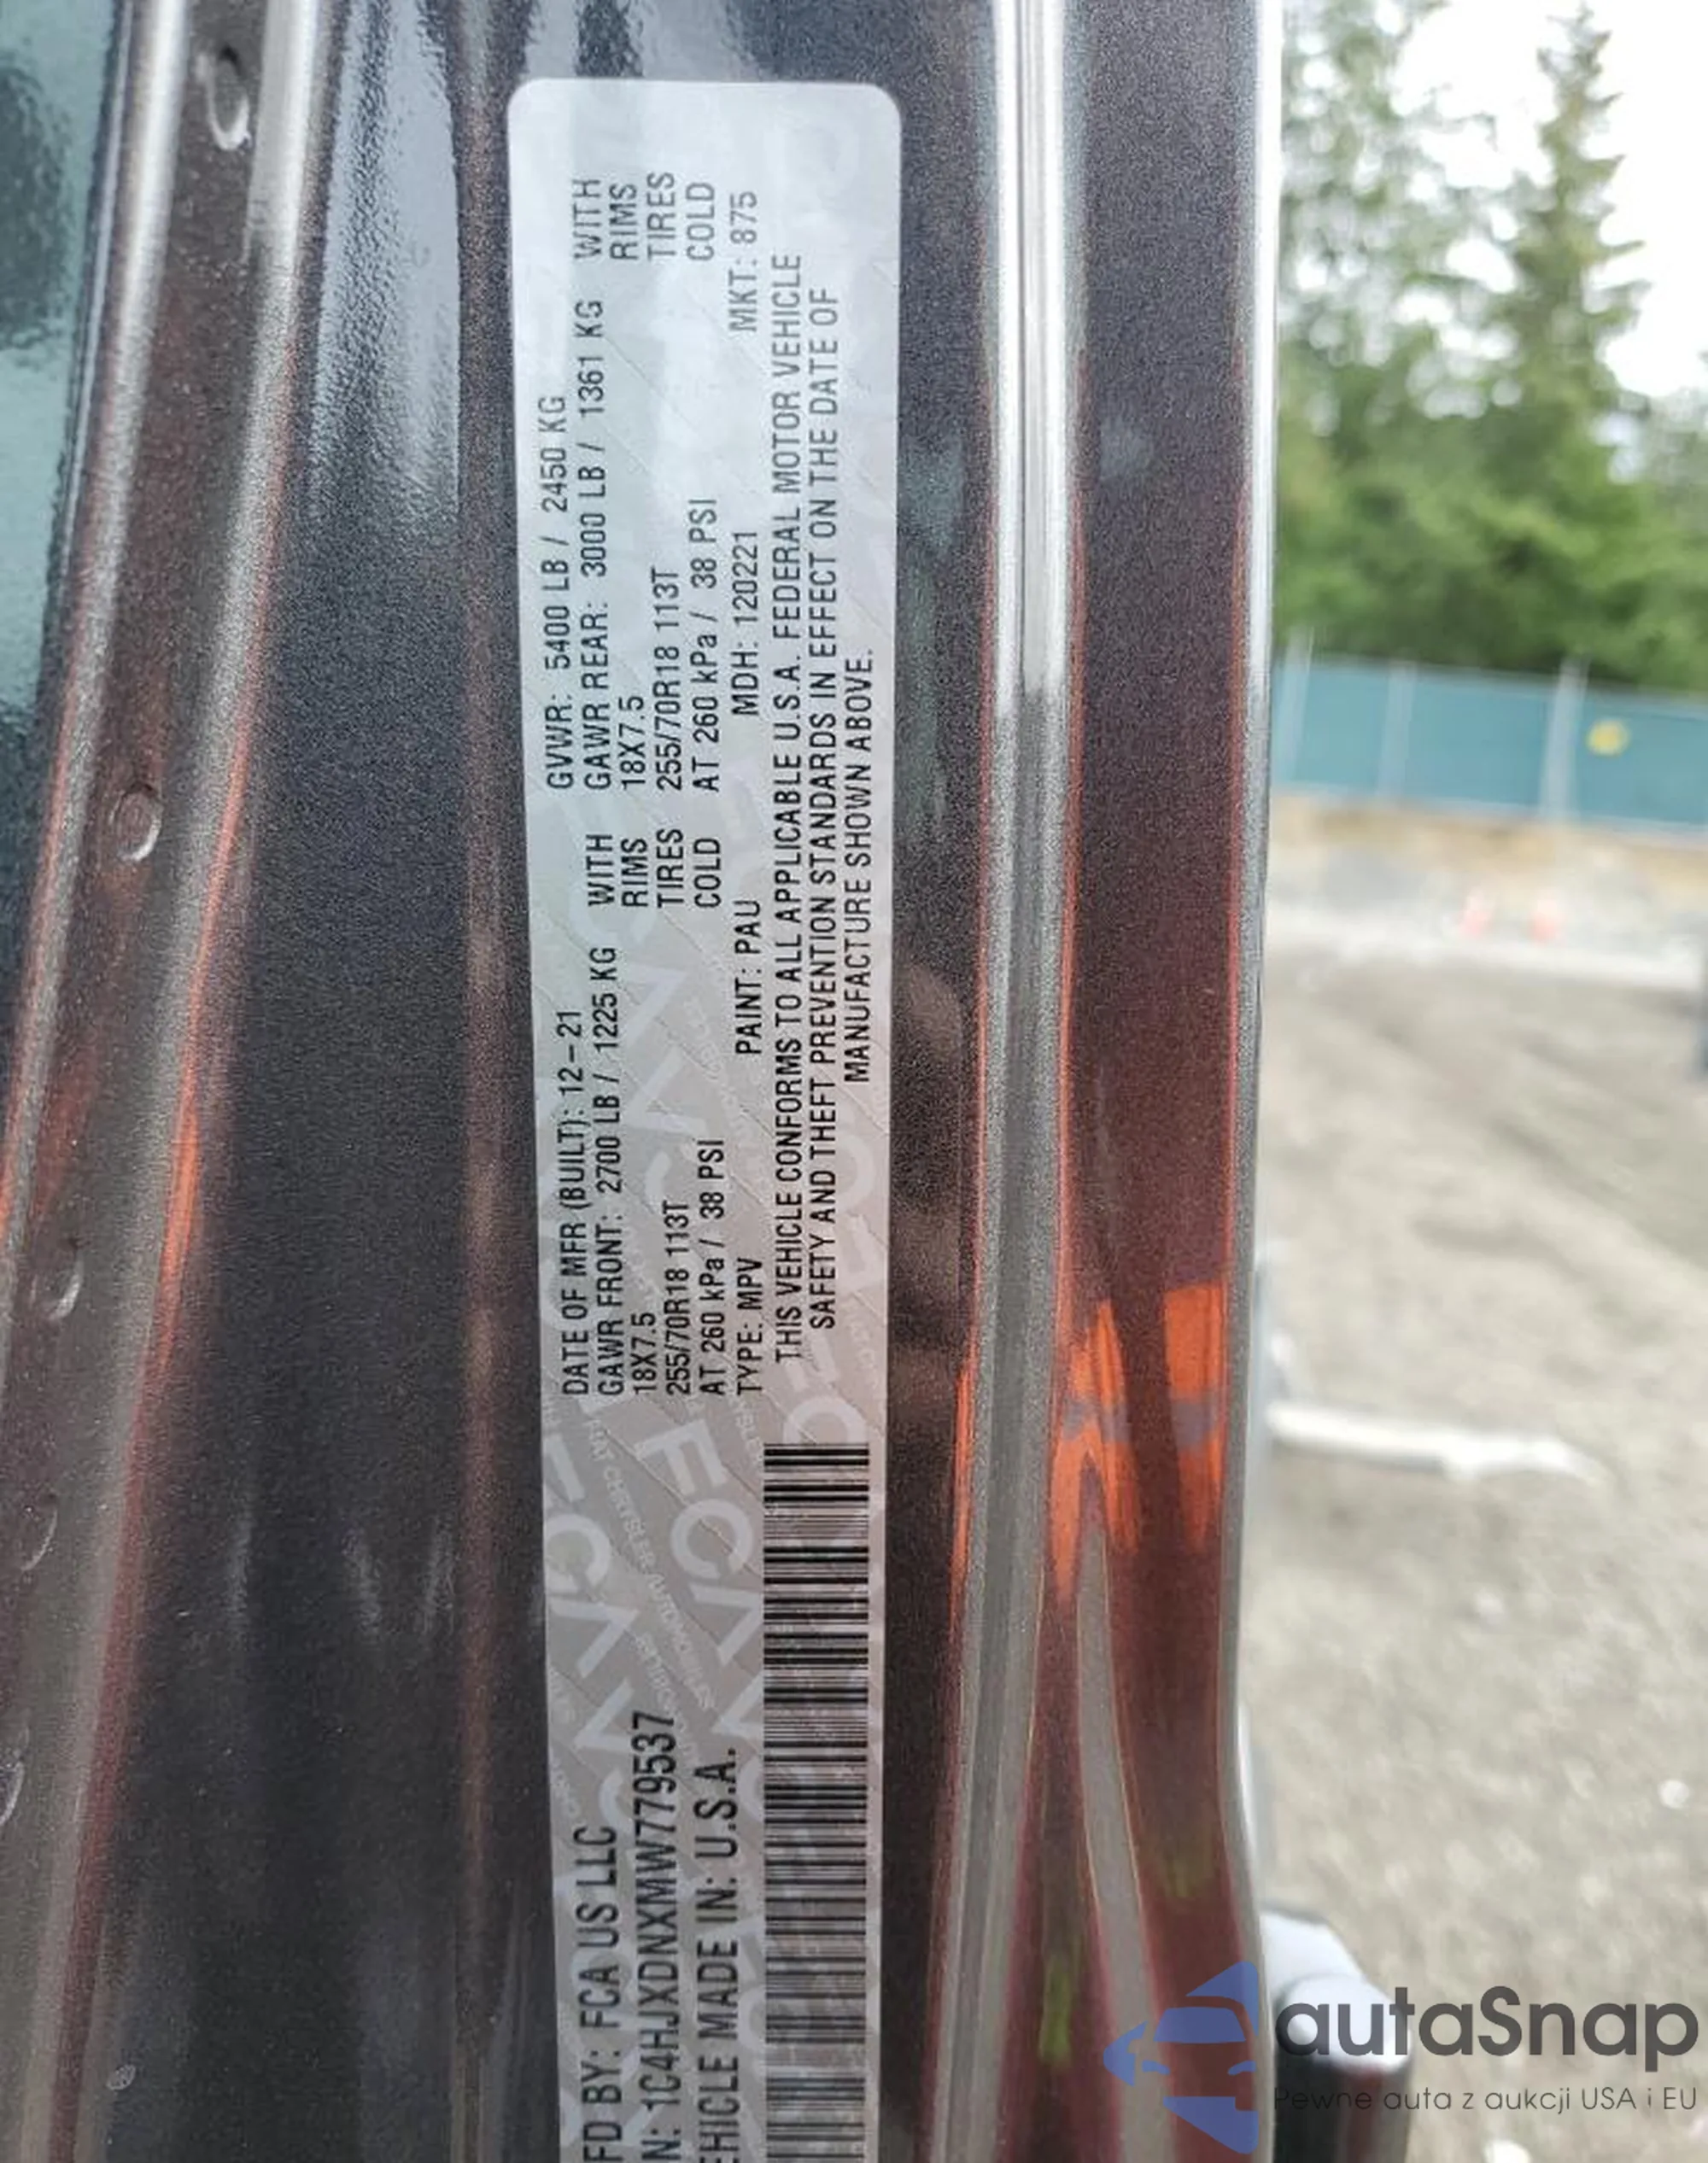 FD BY: FCA US LLC
N: 1C4HJXDNXMW779537
EHICLE MADE IN: U.S.A.
DATE OF MFR (BUILT): 12-21 GVWR: 5400 LB / 2450 KG
GAWR FRONT: 2700 LB / 1225 KG WITH GAWR REAR: 3000 LB / 1361 KG WITH
18X7.5 RIMS 18X7.5 RIMS
255/70R18 113T TIRES 255/70R18 113T TIRES
AT 260 kPa / 38 PSI COLD AT 260 kPa / 38 PSI COLD
TYPE: MPV PAINT: PAU MDH: 120221 MKT: 875
THIS VEHICLE CONFORMS TO ALL APPLICABLE U.S.A. FEDERAL MOTOR VEHICLE
SAFETY AND THEFT PREVENTION STANDARDS IN EFFECT ON THE DATE OF
MANUFACTURE SHOWN ABOVE.
autaSnap
Pewne auta z aukcji USA i EU